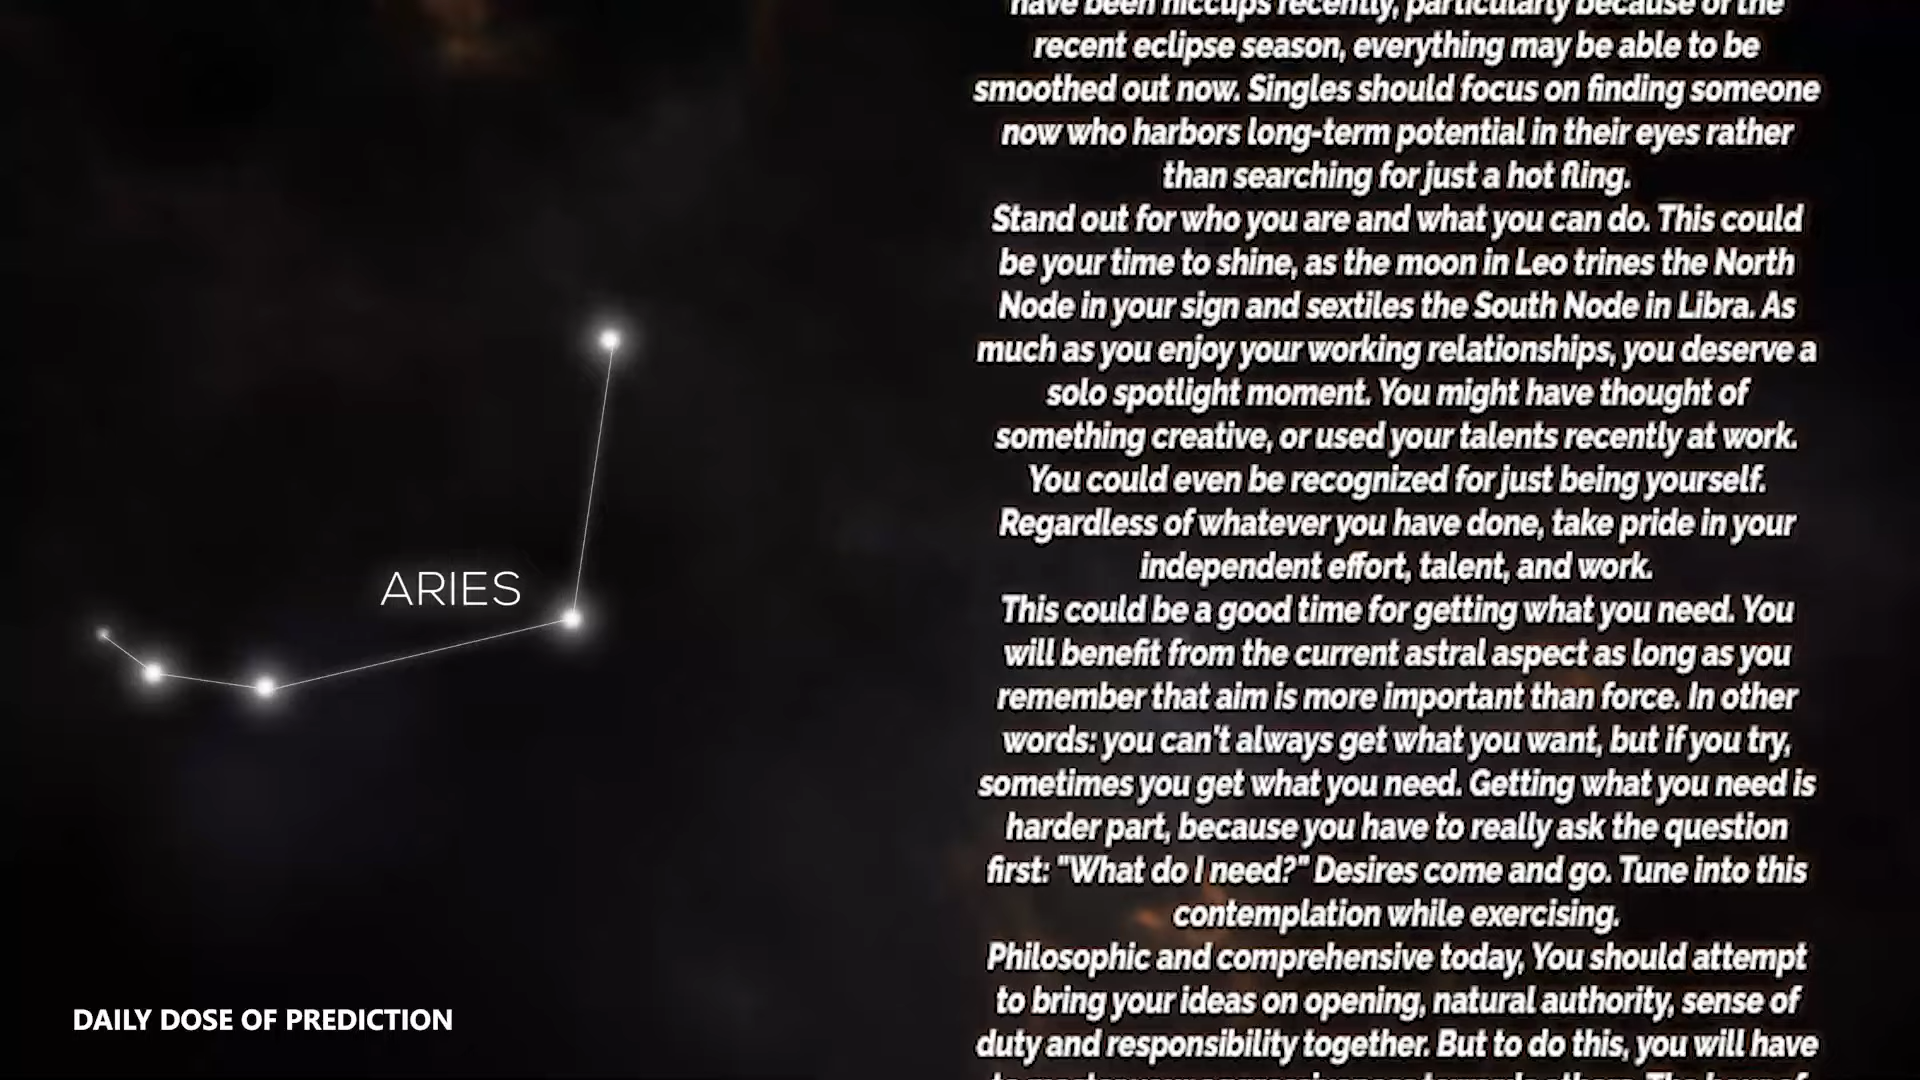 have been hiccups recently, particularly because of the
recent eclipse season, everything may be able to be
smoothed out now. Singles should focus on finding someone
now who harbors long-term potential in their eyes rather
than searching for just a hot fling.
Stand out for who you are and what you can do. This could
be your time to shine, as the moon in Leo trines the North
Node in your sign and sextiles the South Node in Libra. As
much as you enjoy your working relationships, you deserve a
solo spotlight moment. You might have thought of
something creative, or used your talents recently at work.
You could even be recognized for just being yourself.
Regardless of whatever you have done, take pride in your
independent effort, talent, and work.
This could be a good time for getting what you need. You
will benefit from the current astral aspect as long as you
remember that aim is more important than force. In other
words: you can't always get what you want, but if you try,
sometimes you get what you need. Getting what you need is
harder part, because you have to really ask the question
first: "What do I need?" Desires come and go. Tune into this
contemplation while exercising.
Philosophic and comprehensive today, You should attempt
to bring your ideas on opening, natural authority, sense of
duty and responsibility together. But to do this, you will have
ARIES
DAILY DOSE OF PREDICTION